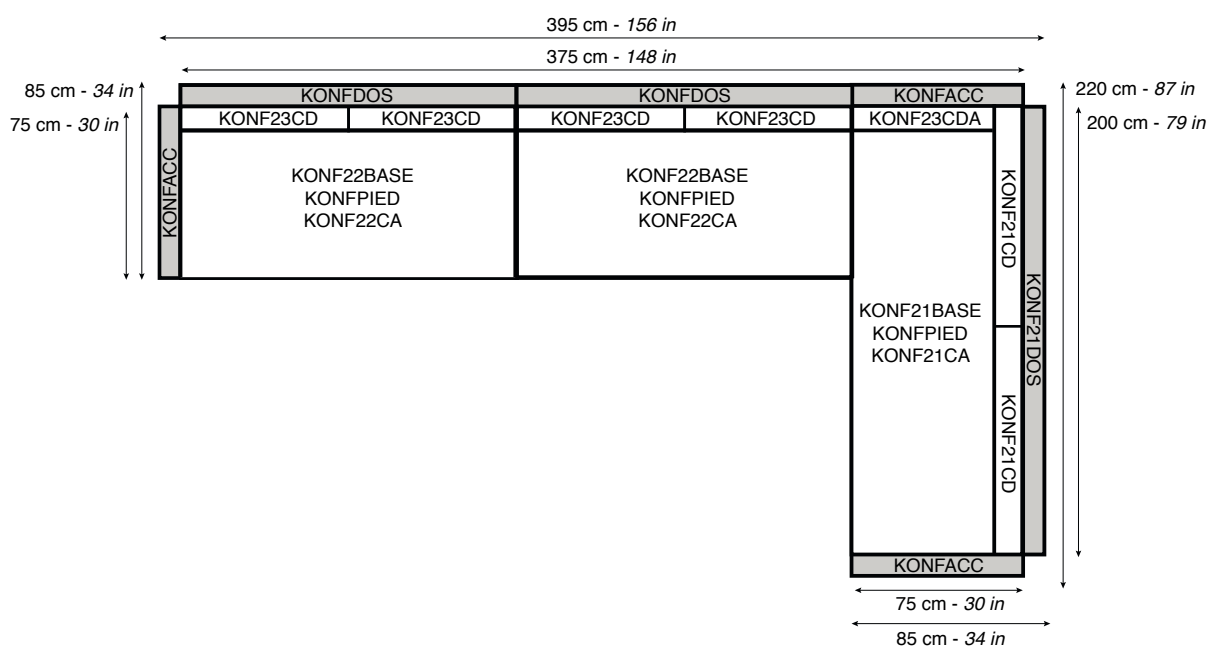 395 cm - 156 in
375 cm - 148 in
85 cm - 34 in
75 cm - 30 in
KONFDOS
KONFDOS
KONFACC
220 cm - 87 in
200 cm - 79 in
KONF23CD
KONF23CD
KONF23CD
KONF23CD
KONF23CDA
KONFACC
KONF22BASE
KONFPIED
KONF22CA
KONF22BASE
KONFPIED
KONF22CA
KONF21CD
KONF21DOS
KONF21BASE
KONFPIED
KONF21CA
KONF21CD
KONFACC
75 cm - 30 in
85 cm - 34 in